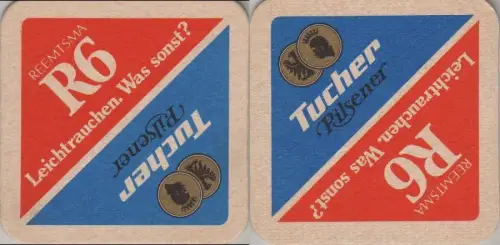 REEMTSMA
R6
Leichtrauchen. Was sonst?
Tucher
Pilsener
Tucher
Pilsener
Leichtrauchen. Was sonst?
R6
REEMTSMA